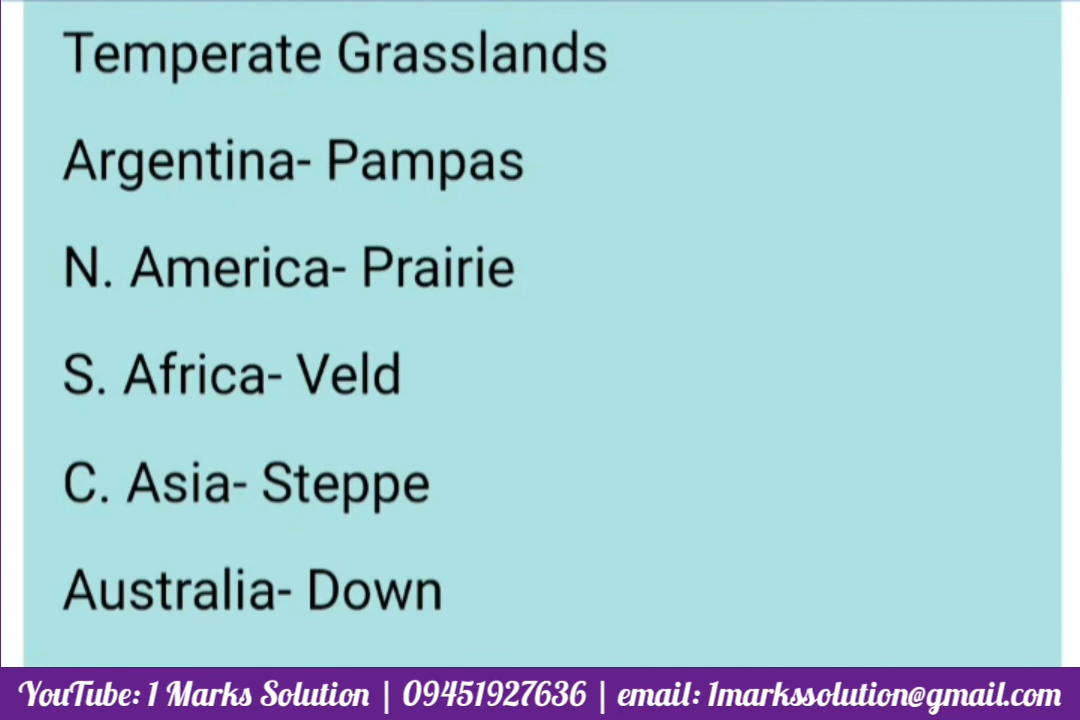 Temperate Grasslands
Argentina- Pampas
N. America- Prairie
S. Africa- Veld
C. Asia- Steppe
Australia- Down
YouTube: 1 Marks Solution | 09451927636 | email: 1markssolution@gmail.com